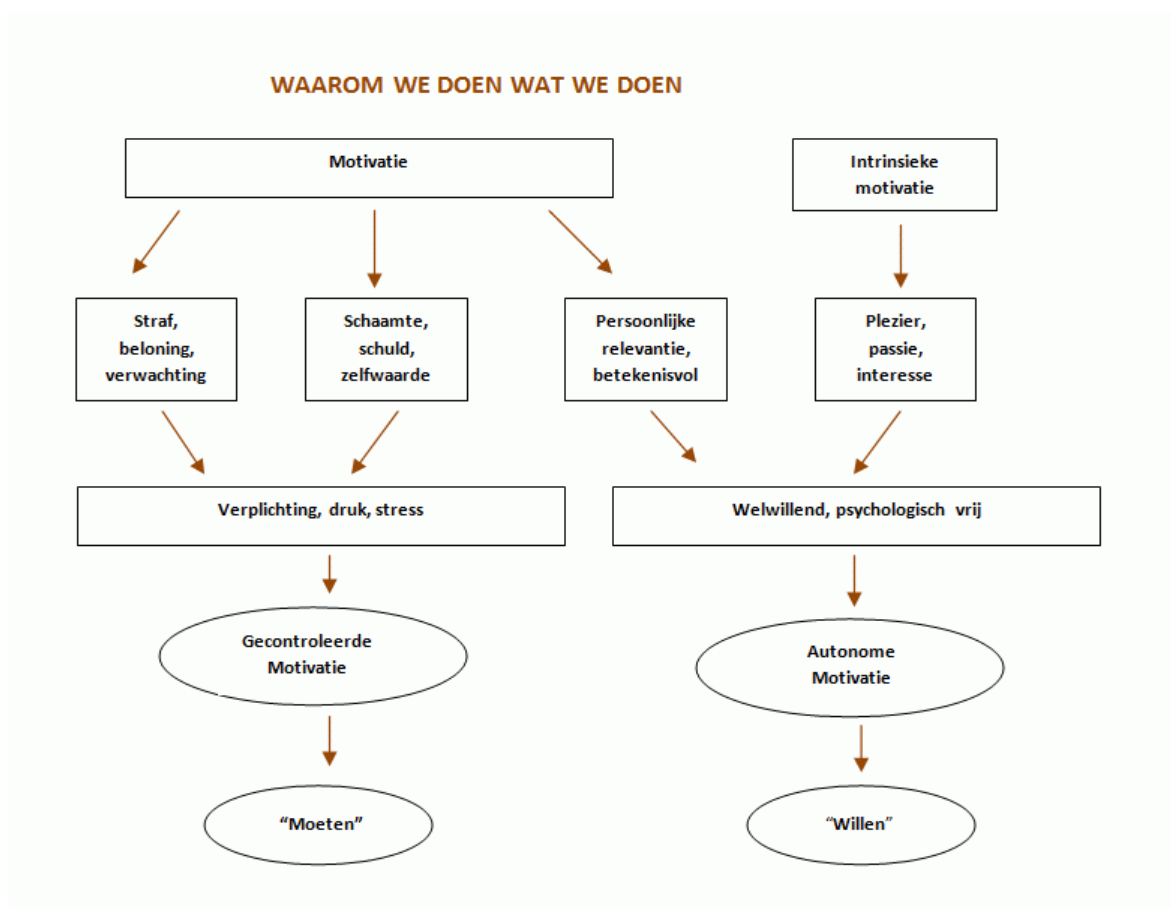 WAAROM WE DOEN WAT WE DOEN
Motivatie
Intrinsieke
motivatie
Straf,
beloning,
verwachting
Schaamte,
schuld,
zelfwaarde
Persoonlijke
relevantie,
betekenisvol
Plezier,
passie,
interesse
Verplichting, druk, stress
Welwillend, psychologisch vrij
Gecontroleerde
Motivatie
Autonome
Motivatie
“Moeten”
“Willen”